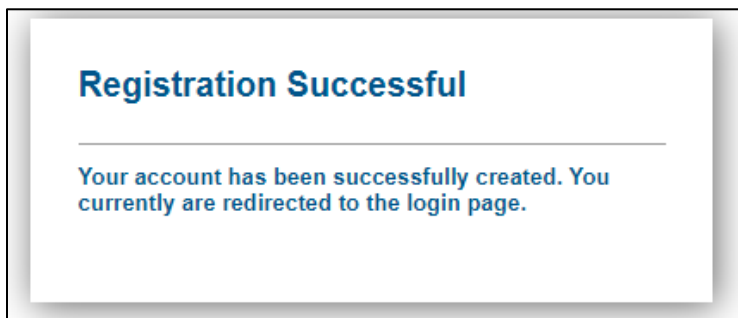 Registration Successful
Your account has been successfully created. You
currently are redirected to the login page.